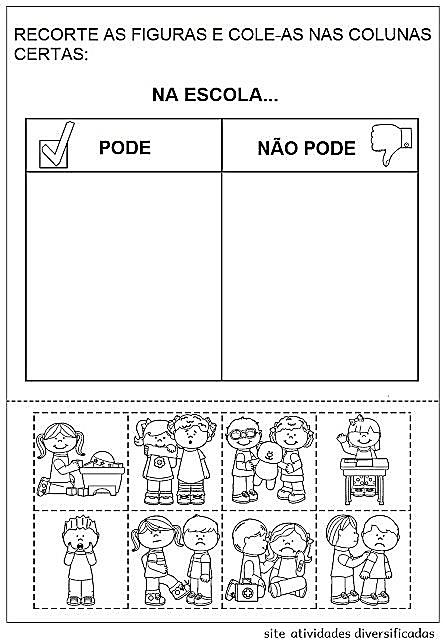 RECORTE AS FIGURAS E COLE-AS NAS COLUNAS
CERTAS:
NA ESCOLA...
PODE
NÃO PODE
site atividades diversificadas